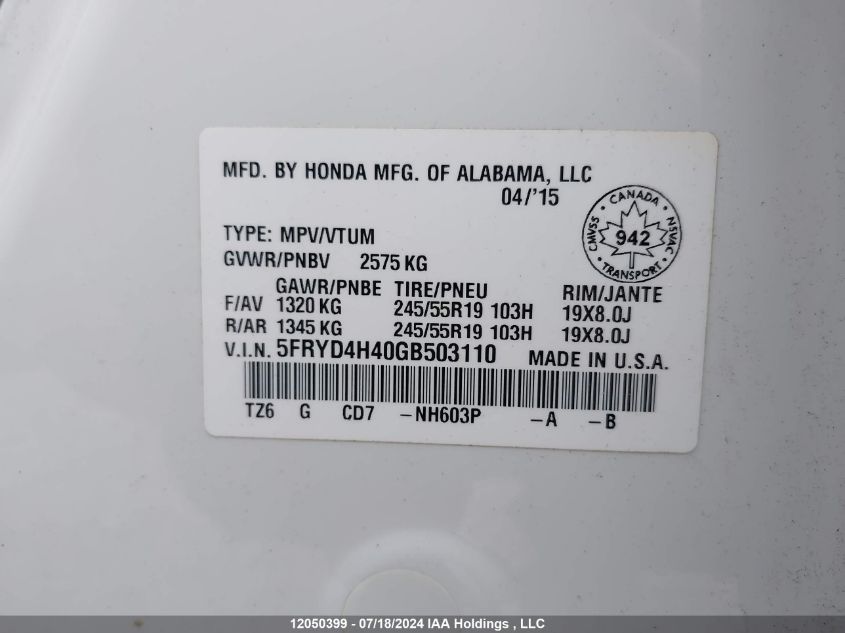 MFD. BY HONDA MFG. OF ALABAMA, LLC
04/'15
CANADA
CMVSS
NSVAC
942
TRANSPORT
TYPE: MPV/VTUM
GVWR/PNBV 2575 KG
GAWR/PNBE TIRE/PNEU RIM/JANTE
F/AV 1320 KG 245/55R19 103H 19X8.0J
R/AR 1345 KG 245/55R19 103H 19X8.0J
V.I.N. 5FRYD4H40GB503110 MADE IN U.S.A.
TZ6 G CD7 –NH603P –A –B
12050399 - 07/18/2024 IAA Holdings , LLC